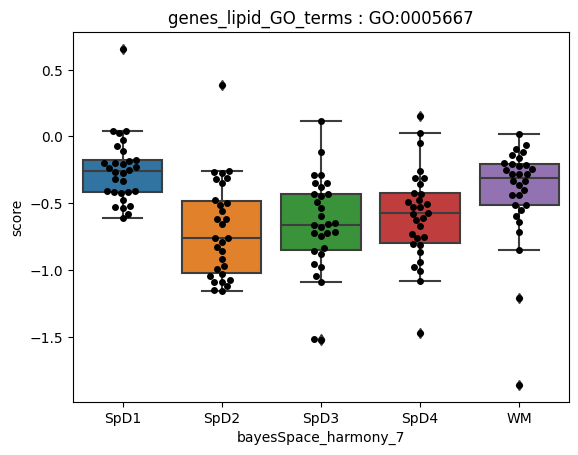 genes_lipid_GO_terms : GO:0005667
score
0.5
0.0
−0.5
−1.0
−1.5
SpD1 SpD2 SpD3 SpD4 WM
bayesSpace_harmony_7